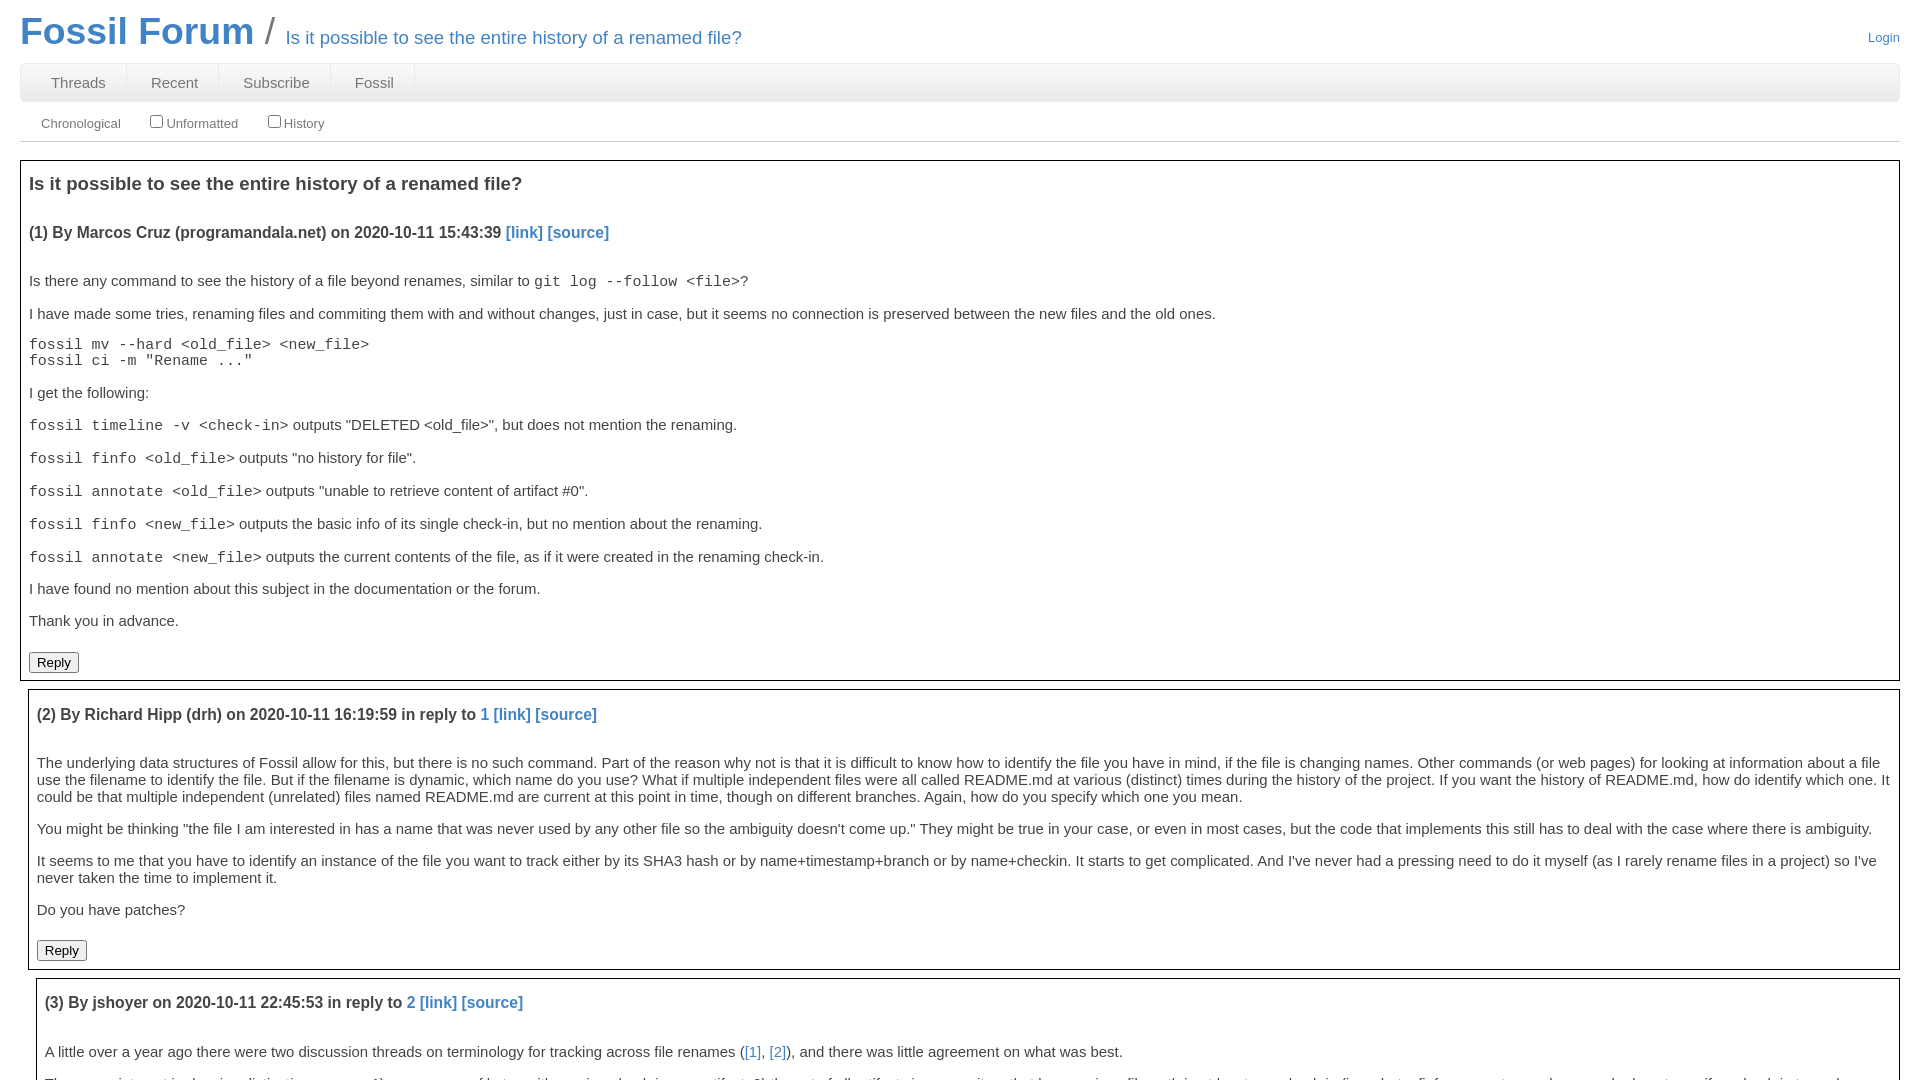 Fossil Forum / Is it possible to see the entire history of a renamed file?
Login
Threads Recent Subscribe Fossil
Chronological Unformatted History
Is it possible to see the entire history of a renamed file?
(1) By Marcos Cruz (programandala.net) on 2020-10-11 15:43:39 [link] [source]
Is there any command to see the history of a file beyond renames, similar to git log --follow <file>?
I have made some tries, renaming files and commiting them with and without changes, just in case, but it seems no connection is preserved between the new files and the old ones.
fossil mv --hard <old_file> <new_file>
fossil ci -m "Rename ..."
I get the following:
fossil timeline -v <check-in> outputs "DELETED <old_file>", but does not mention the renaming.
fossil finfo <old_file> outputs "no history for file".
fossil annotate <old_file> outputs "unable to retrieve content of artifact #0".
fossil finfo <new_file> outputs the basic info of its single check-in, but no mention about the renaming.
fossil annotate <new_file> outputs the current contents of the file, as if it were created in the renaming check-in.
I have found no mention about this subject in the documentation or the forum.
Thank you in advance.
Reply
(2) By Richard Hipp (drh) on 2020-10-11 16:19:59 in reply to 1 [link] [source]
The underlying data structures of Fossil allow for this, but there is no such command. Part of the reason why not is that it is difficult to know how to identify the file you have in mind, if the file is changing names. Other commands (or web pages) for looking at information about a file
use the filename to identify the file. But if the filename is dynamic, which name do you use? What if multiple independent files were all called README.md at various (distinct) times during the history of the project. If you want the history of README.md, how do identify which one. It
could be that multiple independent (unrelated) files named README.md are current at this point in time, though on different branches. Again, how do you specify which one you mean.
You might be thinking "the file I am interested in has a name that was never used by any other file so the ambiguity doesn't come up." They might be true in your case, or even in most cases, but the code that implements this still has to deal with the case where there is ambiguity.
It seems to me that you have to identify an instance of the file you want to track either by its SHA3 hash or by name+timestamp+branch or by name+checkin. It starts to get complicated. And I've never had a pressing need to do it myself (as I rarely rename files in a project) so I've
never taken the time to implement it.
Do you have patches?
Reply
(3) By jshoyer on 2020-10-11 22:45:53 in reply to 2 [link] [source]
A little over a year ago there were two discussion threads on terminology for tracking across file renames ([1], [2]), and there was little agreement on what was best.